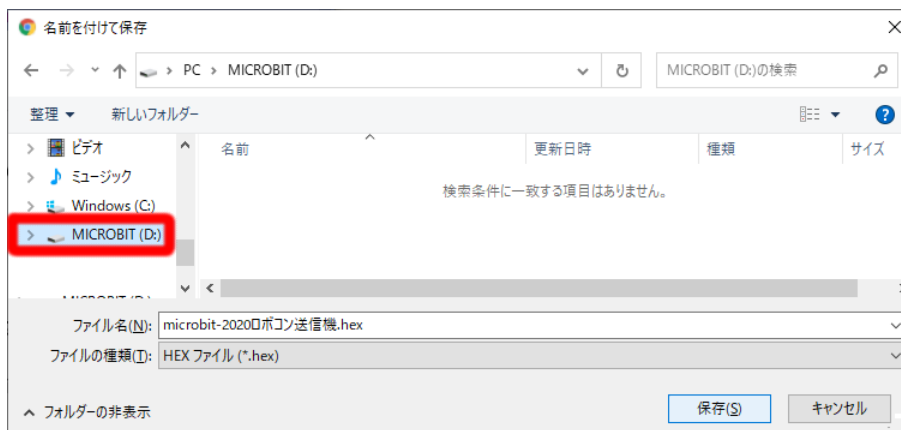 名前を付けて保存
PC > MICROBIT (D:)
MICROBIT (D:)の検索
整理 新しいフォルダー
名前 更新日時 種類 サイズ
ビデオ
ミュージック
Windows (C:)
MICROBIT (D:)
検索条件に一致する項目はありません。
ファイル名(N): microbit-2020ロボコン送信機.hex
ファイルの種類(T): HEX ファイル (*.hex)
フォルダーの非表示
保存(S) キャンセル